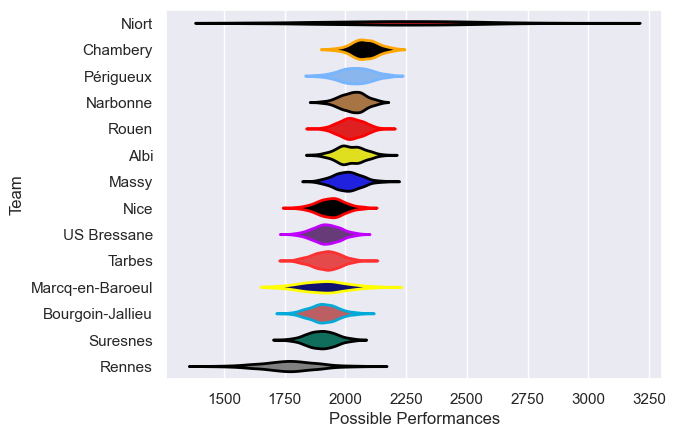 Niort
Chambery
Périgueux
Narbonne
Rouen
Albi
Massy
Nice
US Bressane
Tarbes
Marcq-en-Baroeul
Bourgoin-Jallieu
Suresnes
Rennes
Team
1500 1750 2000 2250 2500 2750 3000 3250
Possible Performances